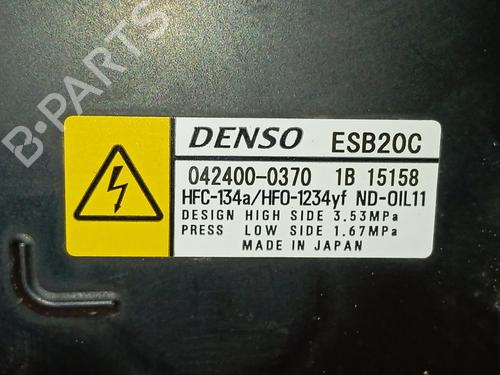 B-PARTS
DENSO ESB20C
042400-0370 1B 15158
HFC-134a/HFO-1234yf ND-OIL11
DESIGN HIGH SIDE 3.53MPa
PRESS LOW SIDE 1.67MPa
MADE IN JAPAN